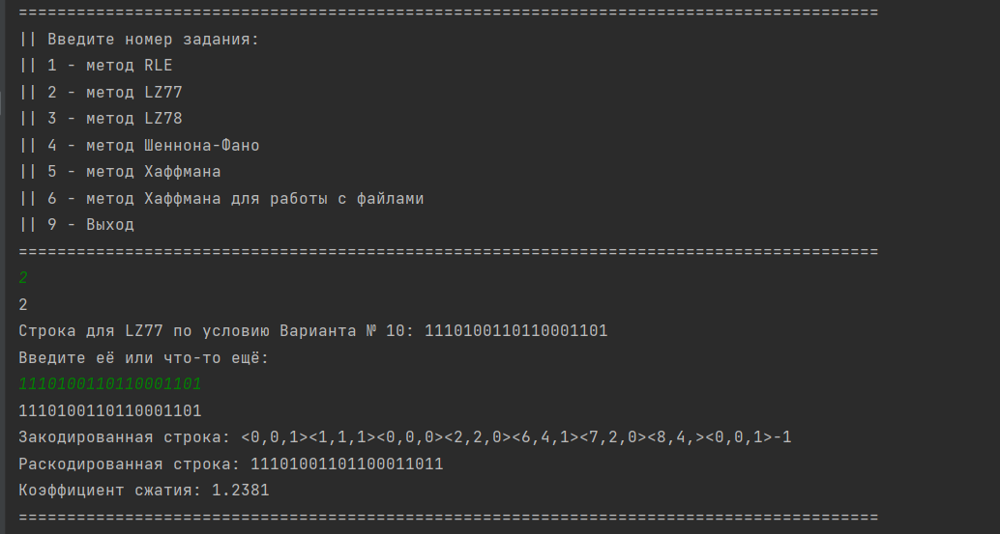 =========================================================================================
|| Введите номер задания:
|| 1 - метод RLE
|| 2 - метод LZ77
|| 3 - метод LZ78
|| 4 - метод Шеннона-Фано
|| 5 - метод Хаффмана
|| 6 - метод Хаффмана для работы с файлами
|| 9 - Выход
=========================================================================================
2
2
Строка для LZ77 по условию Варианта № 10: 1110100110110001101
Введите её или что-то ещё:
1110100110110001101
1110100110110001101
Закодированная строка: <0,0,1><1,1,1><0,0,0><2,2,0><6,4,1><7,2,0><8,4,><0,0,1>-1
Раскодированная строка: 11101001101100011011
Коэффициент сжатия: 1.2381
=========================================================================================